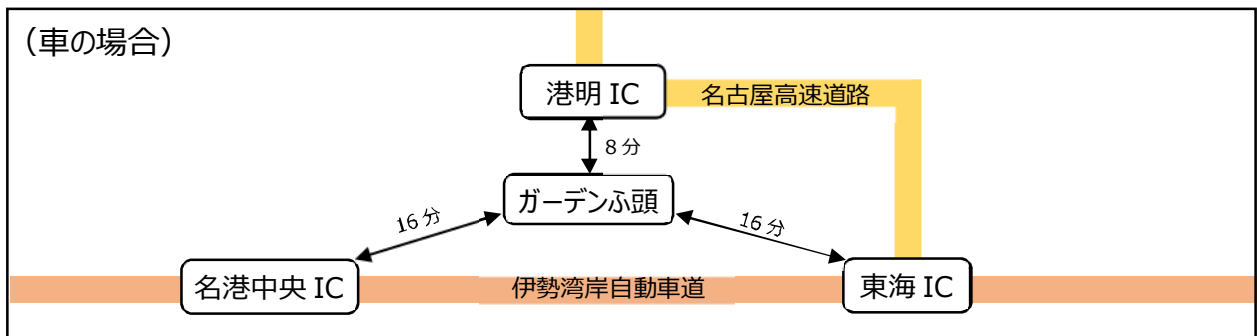 （車の場合）
港明 IC
名古屋高速道路
8 分
ガーデンふ頭
16 分
16 分
名港中央 IC
伊勢湾岸自動車道
東海 IC